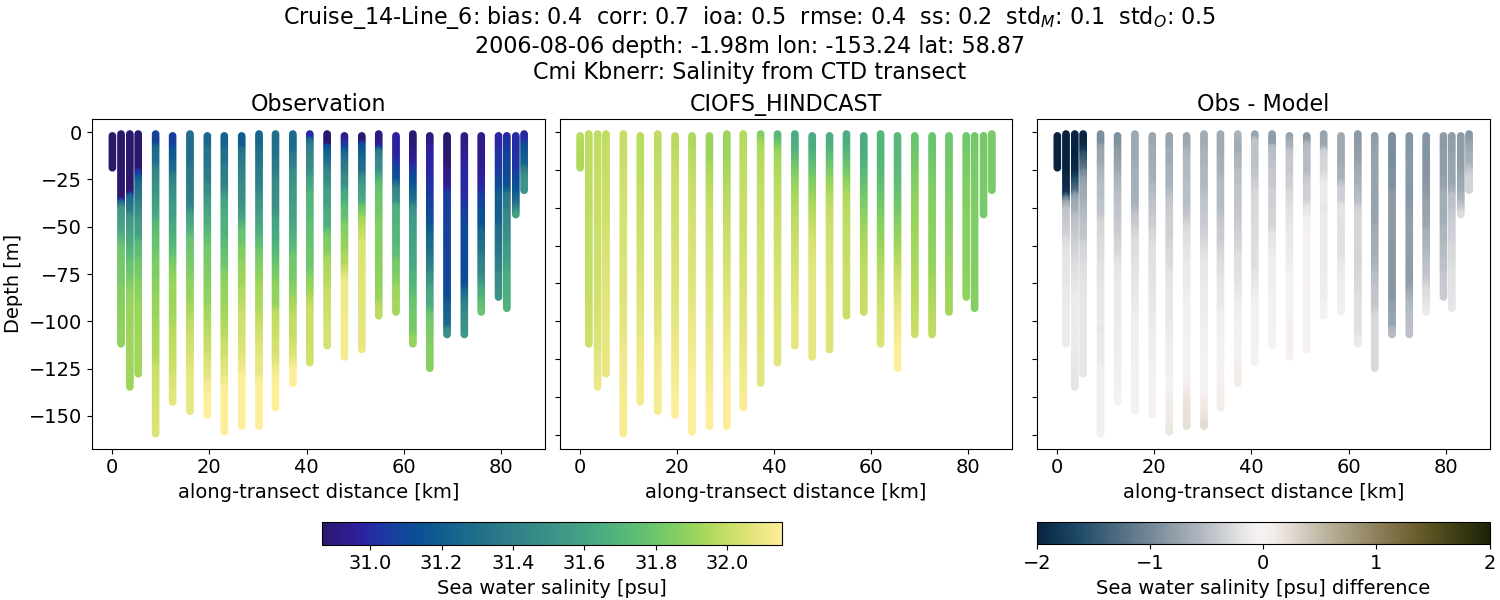 Cruise_14-Line_6: bias: 0.4 corr: 0.7 ioa: 0.5 rmse: 0.4 ss: 0.2 std_M: 0.1 std_O: 0.5
2006-08-06 depth: -1.98m lon: -153.24 lat: 58.87
Cmi Kbnerr: Salinity from CTD transect
Observation
CIOFS_HINDCAST
Obs - Model
Depth [m]
0
−25
−50
−75
−100
−125
−150
0 20 40 60 80
0 20 40 60 80
0 20 40 60 80
along-transect distance [km]
along-transect distance [km]
along-transect distance [km]
31.0 31.2 31.4 31.6 31.8 32.0
Sea water salinity [psu]
−2 −1 0 1 2
Sea water salinity [psu] difference